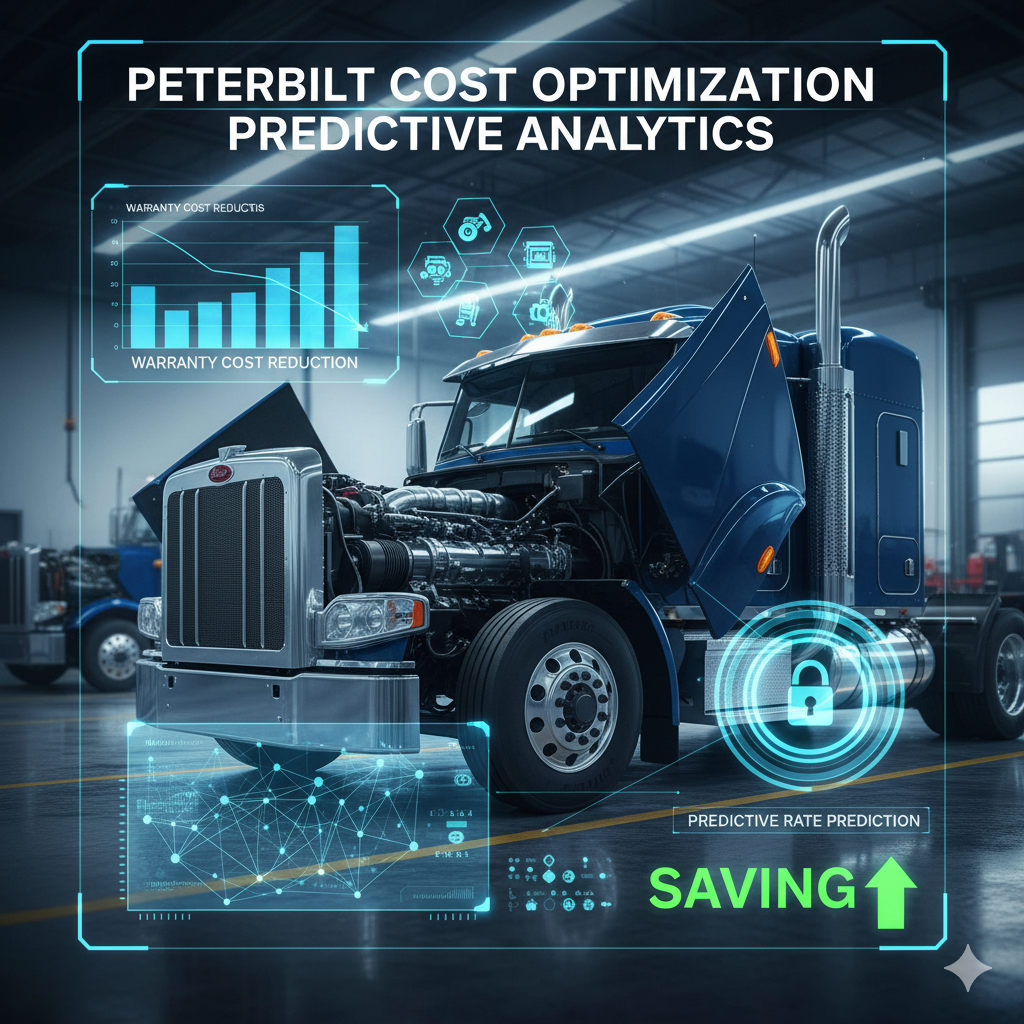 PETERBILT COST OPTIMIZATION
PREDICTIVE ANALYTICS
WARRANTY COST REDUCTIS
WARRANTY COST REDUCTION
PREDICTIVE RATE PREDICTION
SAVING